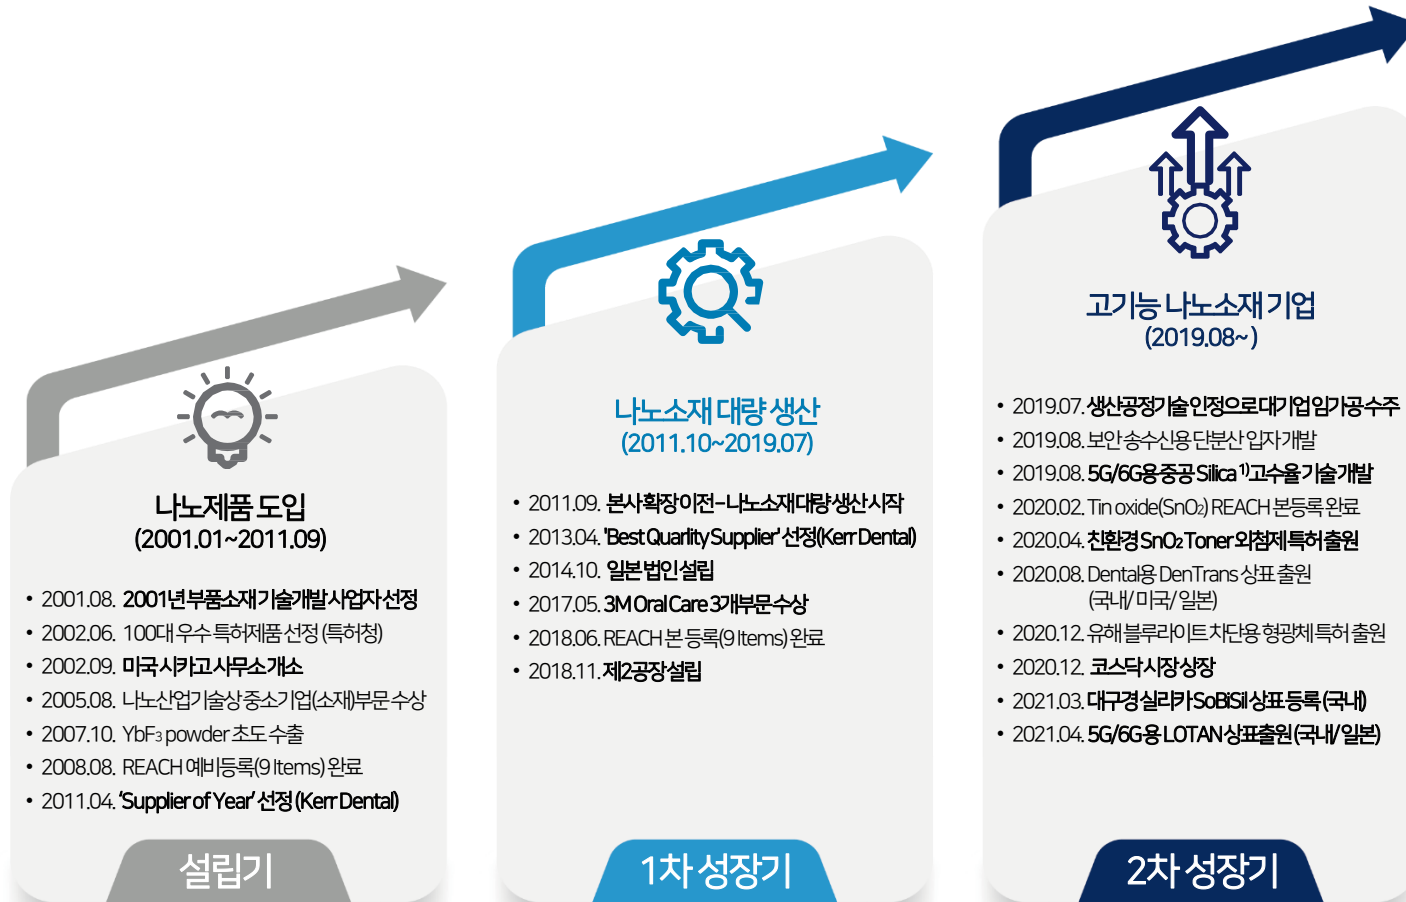 나노제품 도입
(2001.01~2011.09)
• 2001.08. 2001년 부품소재 기술개발 사업자 선정
• 2002.06. 100대 우수 특허제품 선정 (특허청)
• 2002.09. 미국 시카고 사무소 개소
• 2005.08. 나노산업기술상 중소기업(소재)부문 수상
• 2007.10. YbF₃ powder 초도 수출
• 2008.08. REACH 예비등록(9 Items) 완료
• 2011.04. ‘Supplier of Year’ 선정 (Kerr Dental)
설립기
나노소재 대량 생산
(2011.10~2019.07)
• 2011.09. 본사 확장 이전 – 나노소재 대량 생산 시작
• 2013.04. 'Best Quarlity Supplier' 선정(Kerr Dental)
• 2014.10. 일본 법인 설립
• 2017.05. 3M Oral Care 3개부문 수상
• 2018.06. REACH 본 등록(9 Items) 완료
• 2018.11. 제2공장 설립
1차 성장기
고기능 나노소재 기업
(2019.08~ )
• 2019.07. 생산공정기술 인정으로 대기업 임가공 수주
• 2019.08. 보안 송수신용 단분산 입자 개발
• 2019.08. 5G/6G용 중공 Silica ¹⁾고수율 기술 개발
• 2020.02. Tin oxide(SnO₂) REACH 본등록 완료
• 2020.04. 친환경 SnO₂ Toner 외첨제 특허 출원
• 2020.08. Dental용 DenTrans 상표 출원
(국내/ 미국/ 일본)
• 2020.12. 유해 블루라이트 차단용 형광체 특허 출원
• 2020.12. 코스닥 시장 상장
• 2021.03. 대구경 실리카 SoBiSil 상표 등록 (국내)
• 2021.04. 5G/6G용 LOTAN 상표출원 (국내/ 일본)
2차 성장기